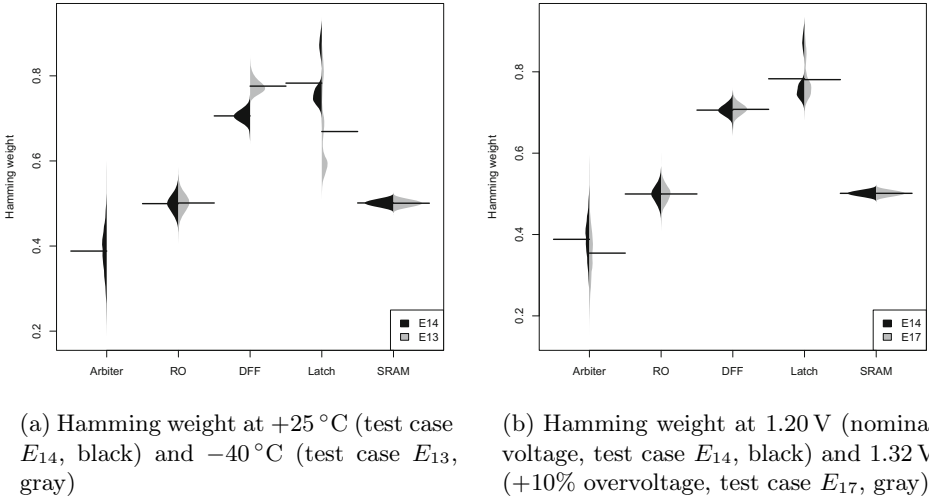 Hamming weight
0.2
0.4
0.6
0.8
Arbiter
RO
DFF
Latch
SRAM
E14
E13
(a) Hamming weight at +25 °C (test case
E14, black) and −40 °C (test case E13,
gray)
Hamming weight
0.2
0.4
0.6
0.8
Arbiter
RO
DFF
Latch
SRAM
E14
E17
(b) Hamming weight at 1.20 V (nomina
voltage, test case E14, black) and 1.32 V
(+10% overvoltage, test case E17, gray)